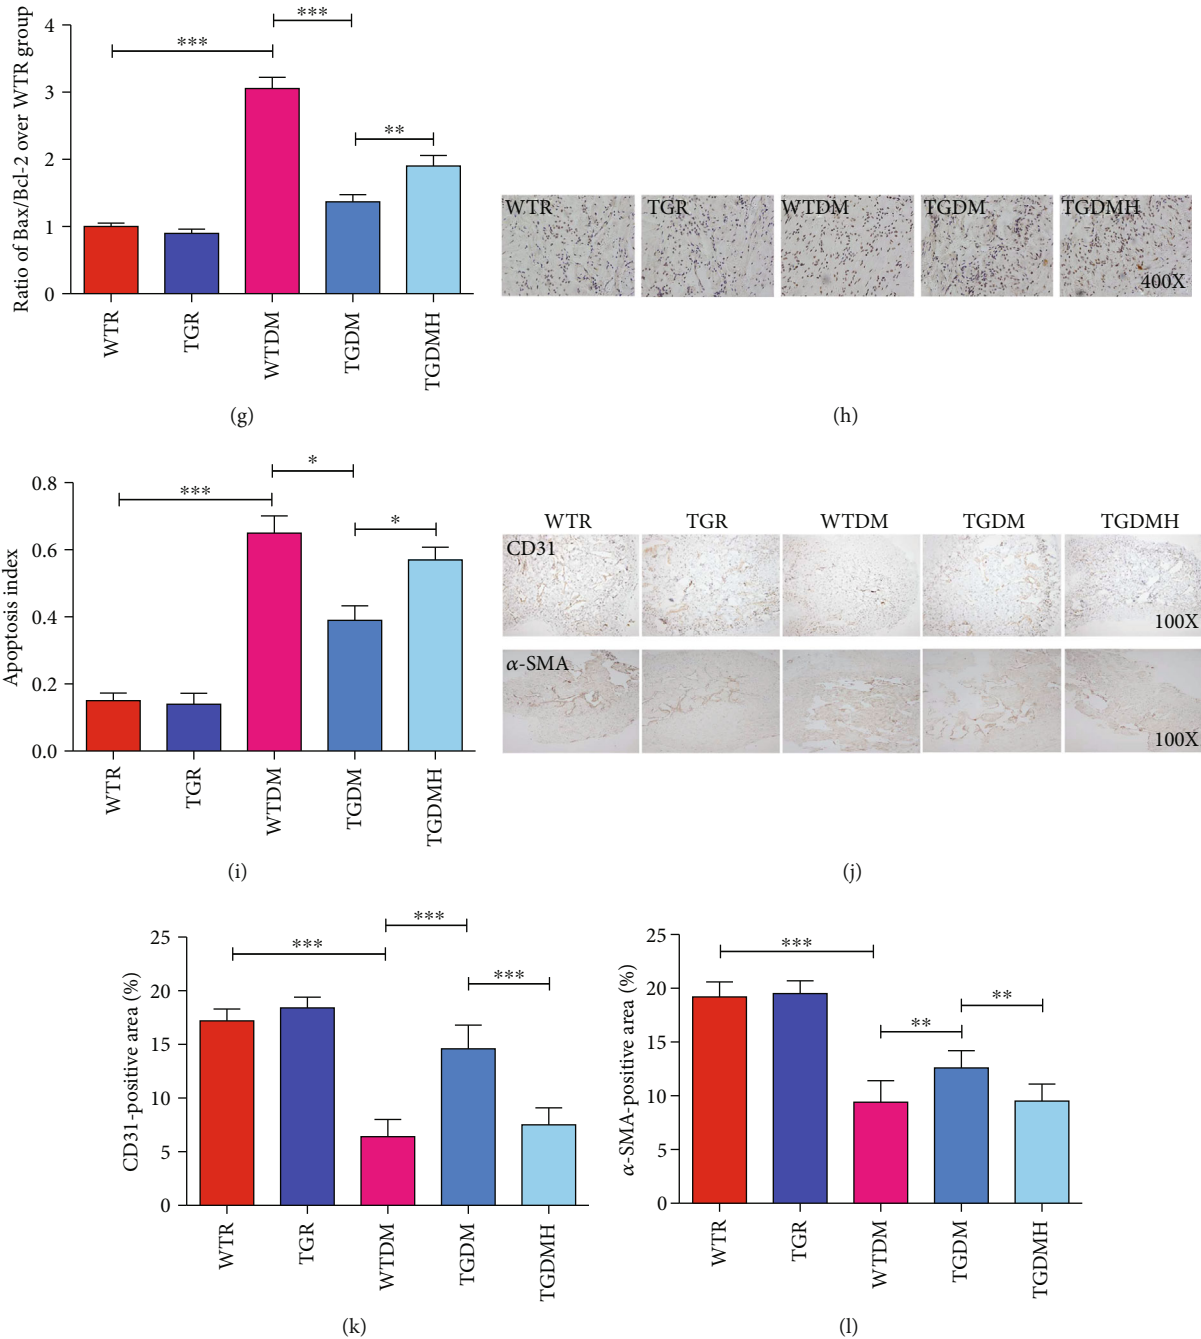 Ratio of Bax/Bcl-2 over WTR group
4
3
2
1
0
***
***
**
WTR
TGR
WTDM
TGDM
TGDMH
(g)
WTR TGR WTDM TGDM TGDMH
400X
(h)
Apoptosis index
0.8
0.6
0.4
0.2
0.0
***
*
*
WTR
TGR
WTDM
TGDM
TGDMH
(i)
WTR TGR WTDM TGDM TGDMH
CD31
100X
α-SMA
100X
(j)
CD31-positive area (%)
25
20
15
10
5
0
***
***
***
WTR
TGR
WTDM
TGDM
TGDMH
(k)
α-SMA-positive area (%)
25
20
15
10
5
0
***
**
**
WTR
TGR
WTDM
TGDM
TGDMH
(l)